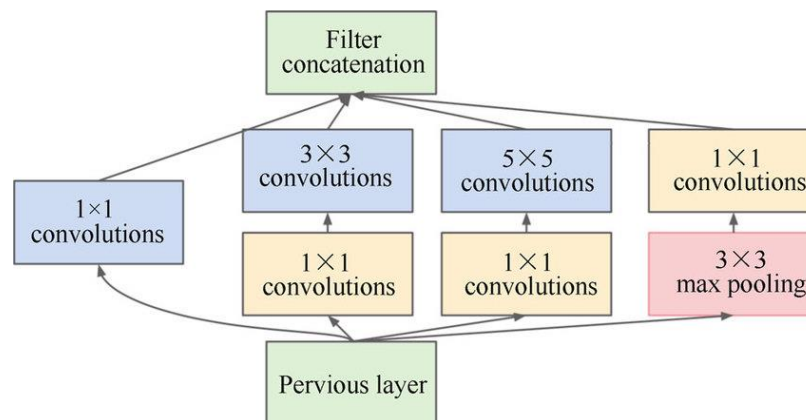 Filter
concatenation
3×3
convolutions
5×5
convolutions
1×1
convolutions
1×1
convolutions
1×1
convolutions
1×1
convolutions
3×3
max pooling
Pervious layer